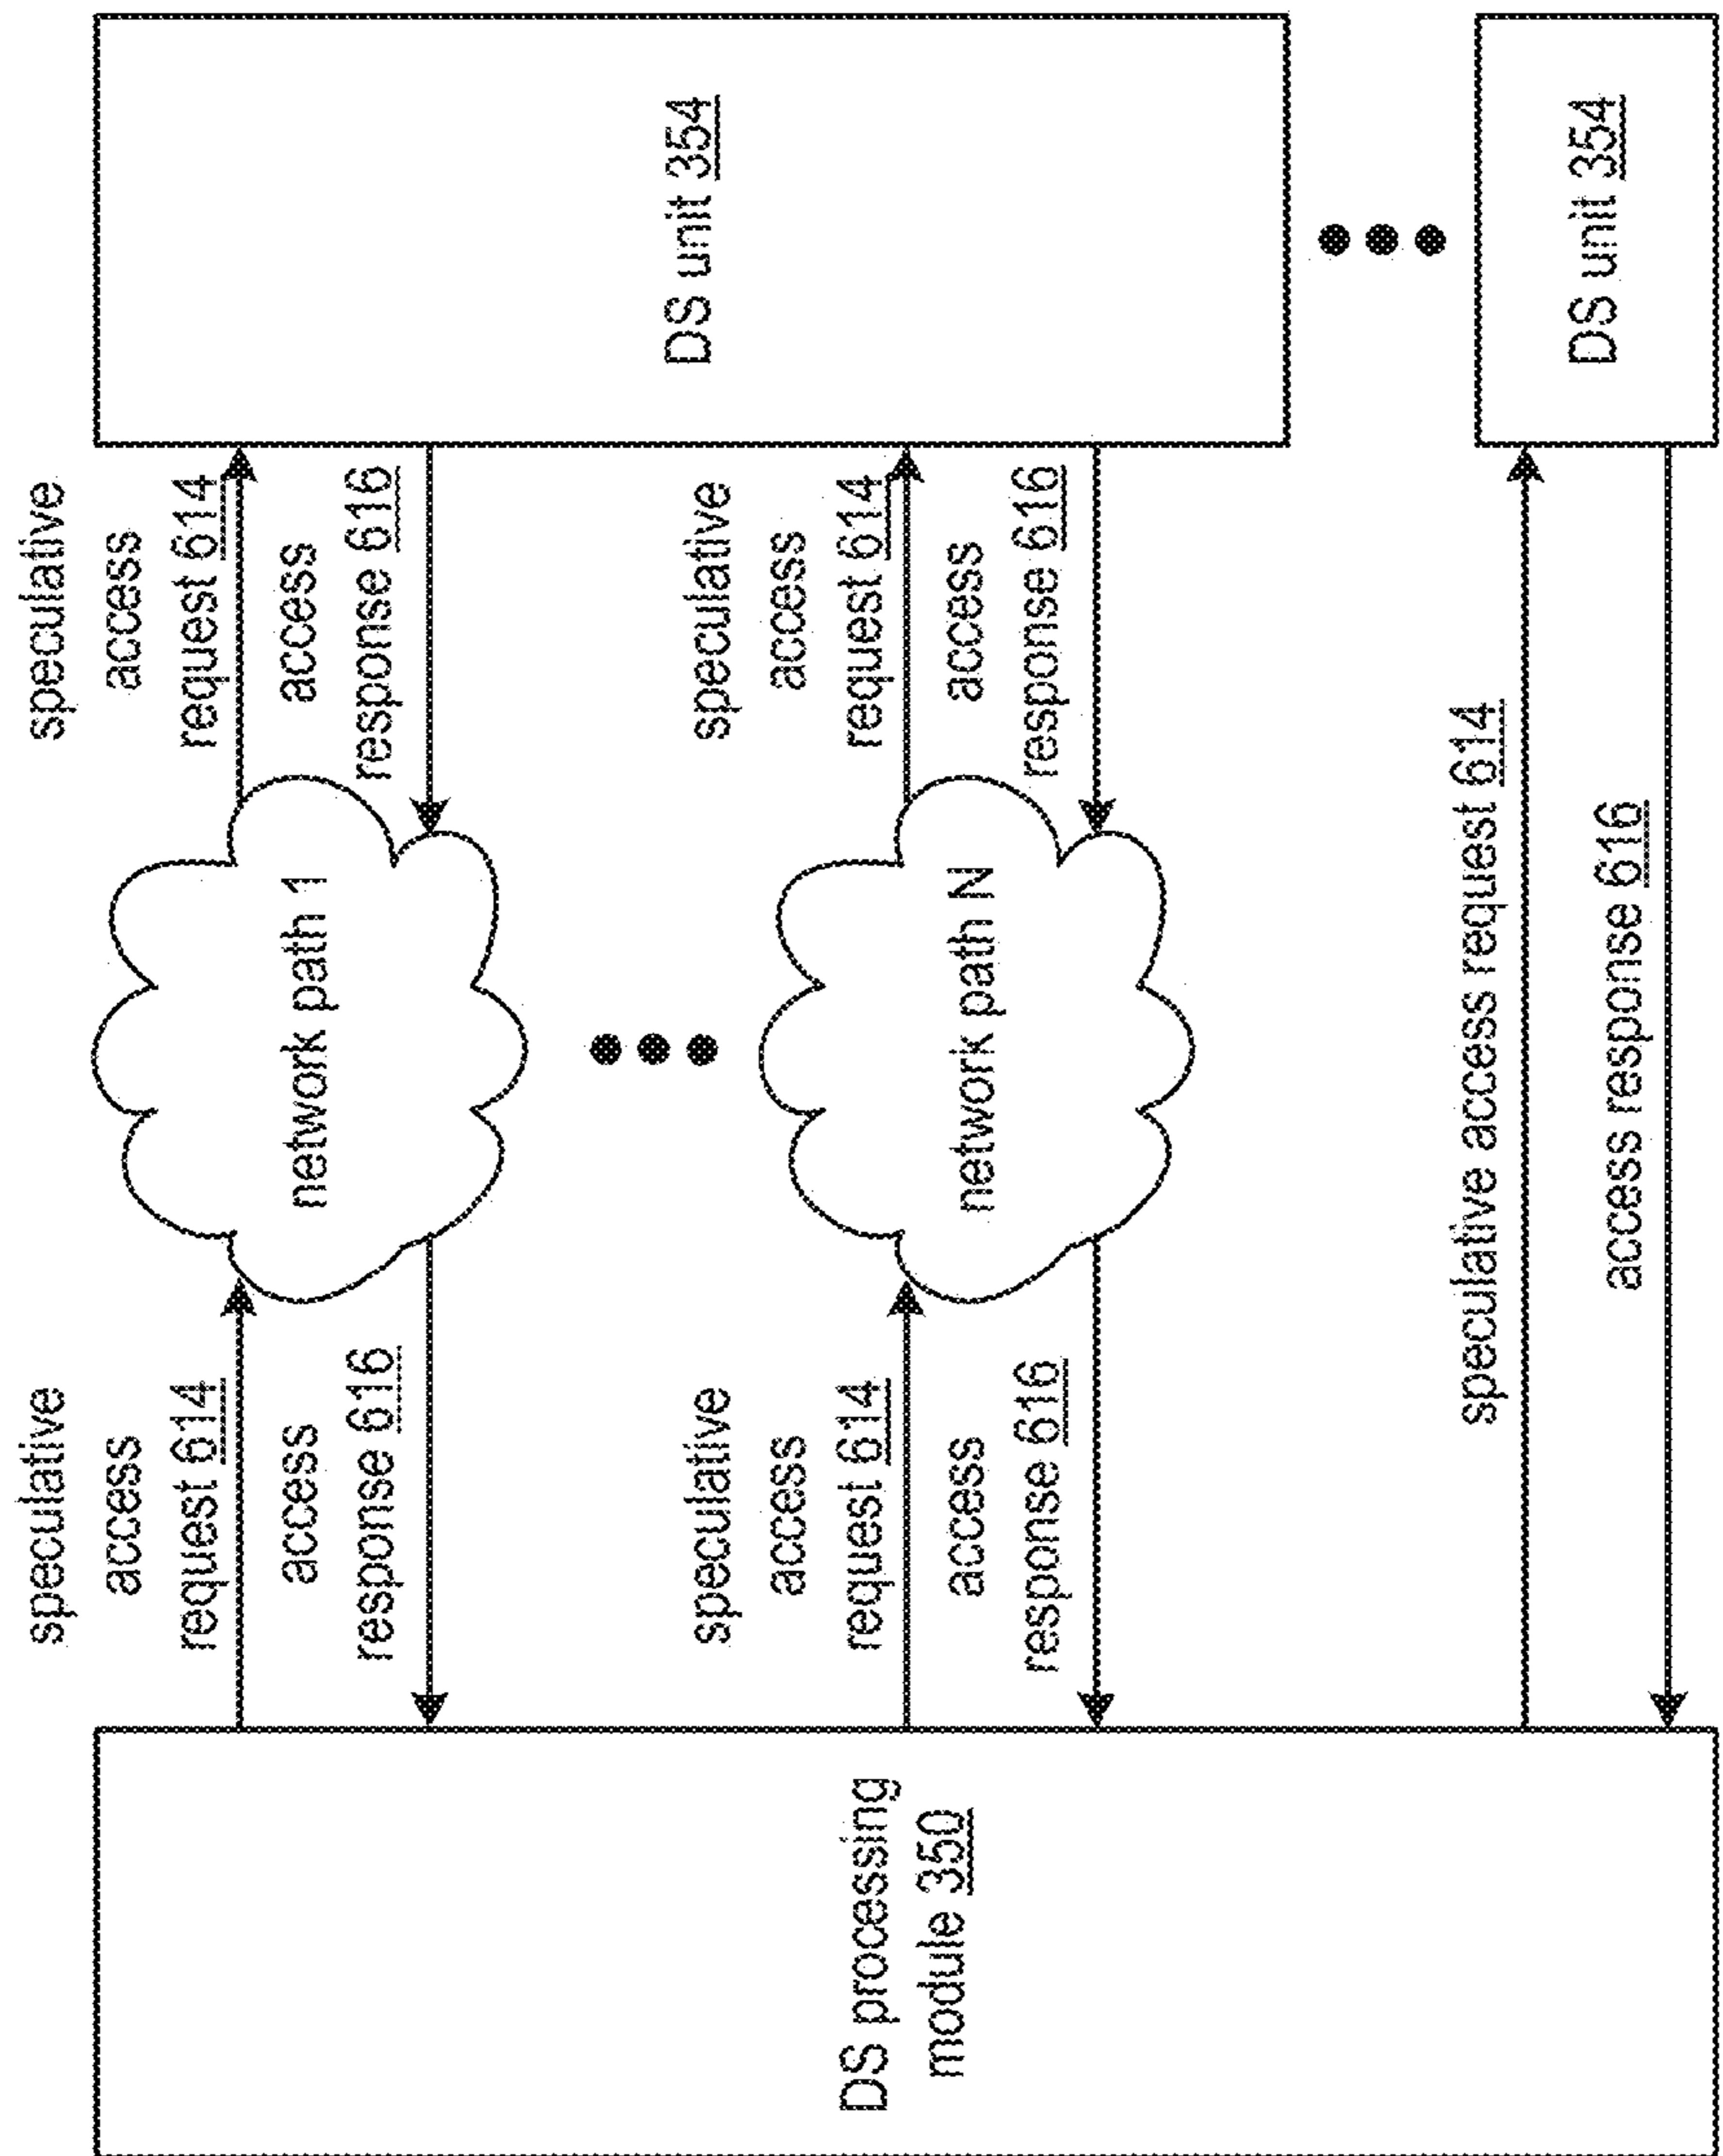 DS processing
module 350
speculative
access
request 614
access
response 616
network path 1
speculative
access
request 614
access
response 616
DS unit 354
speculative
access
request 614
access
response 616
network path N
speculative
access
request 614
access
response 616
speculative access request 614
access response 616
DS unit 354